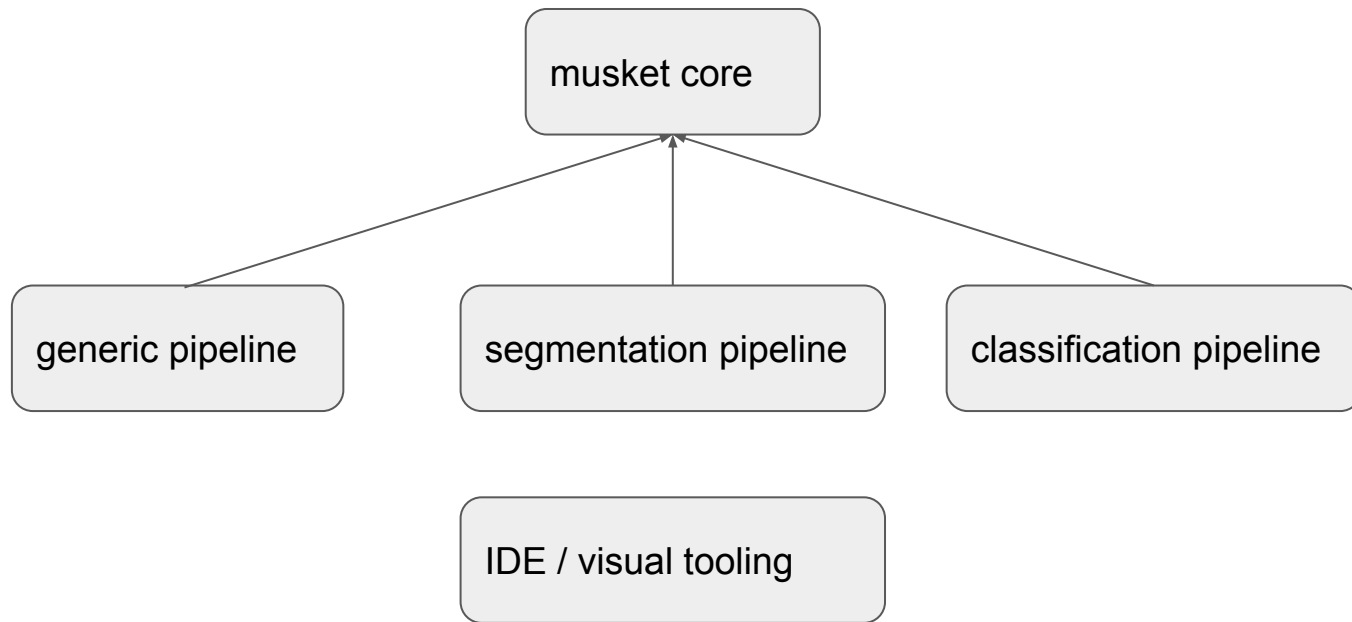 musket core
generic pipeline
segmentation pipeline
classification pipeline
IDE / visual tooling